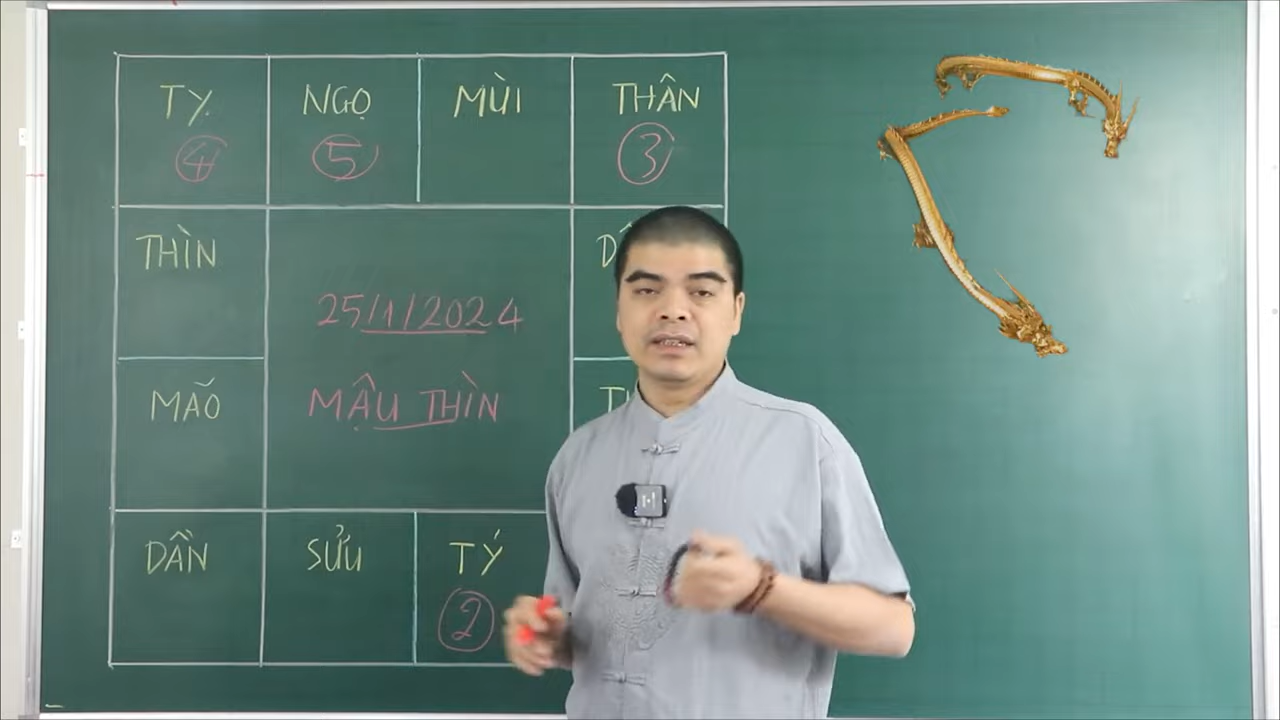 TỴ NGỌ MÙI THÂN
4 5 3
THÌN
25/1/2024
MÃO
MẬU THÌN
DẦN SỬU TÝ
2